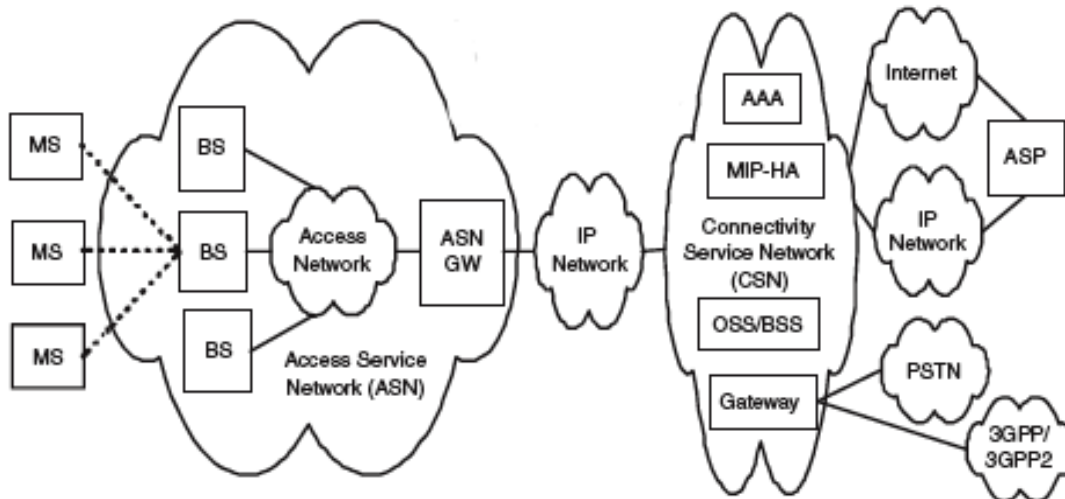 MS
MS
MS
BS
BS
BS
Access
Network
Access Service
Network (ASN)
ASN
GW
IP
Network
AAA
MIP-HA
Connectivity
Service Network
(CSN)
OSS/BSS
Gateway
Internet
IP
Network
ASP
PSTN
3GPP/
3GPP2